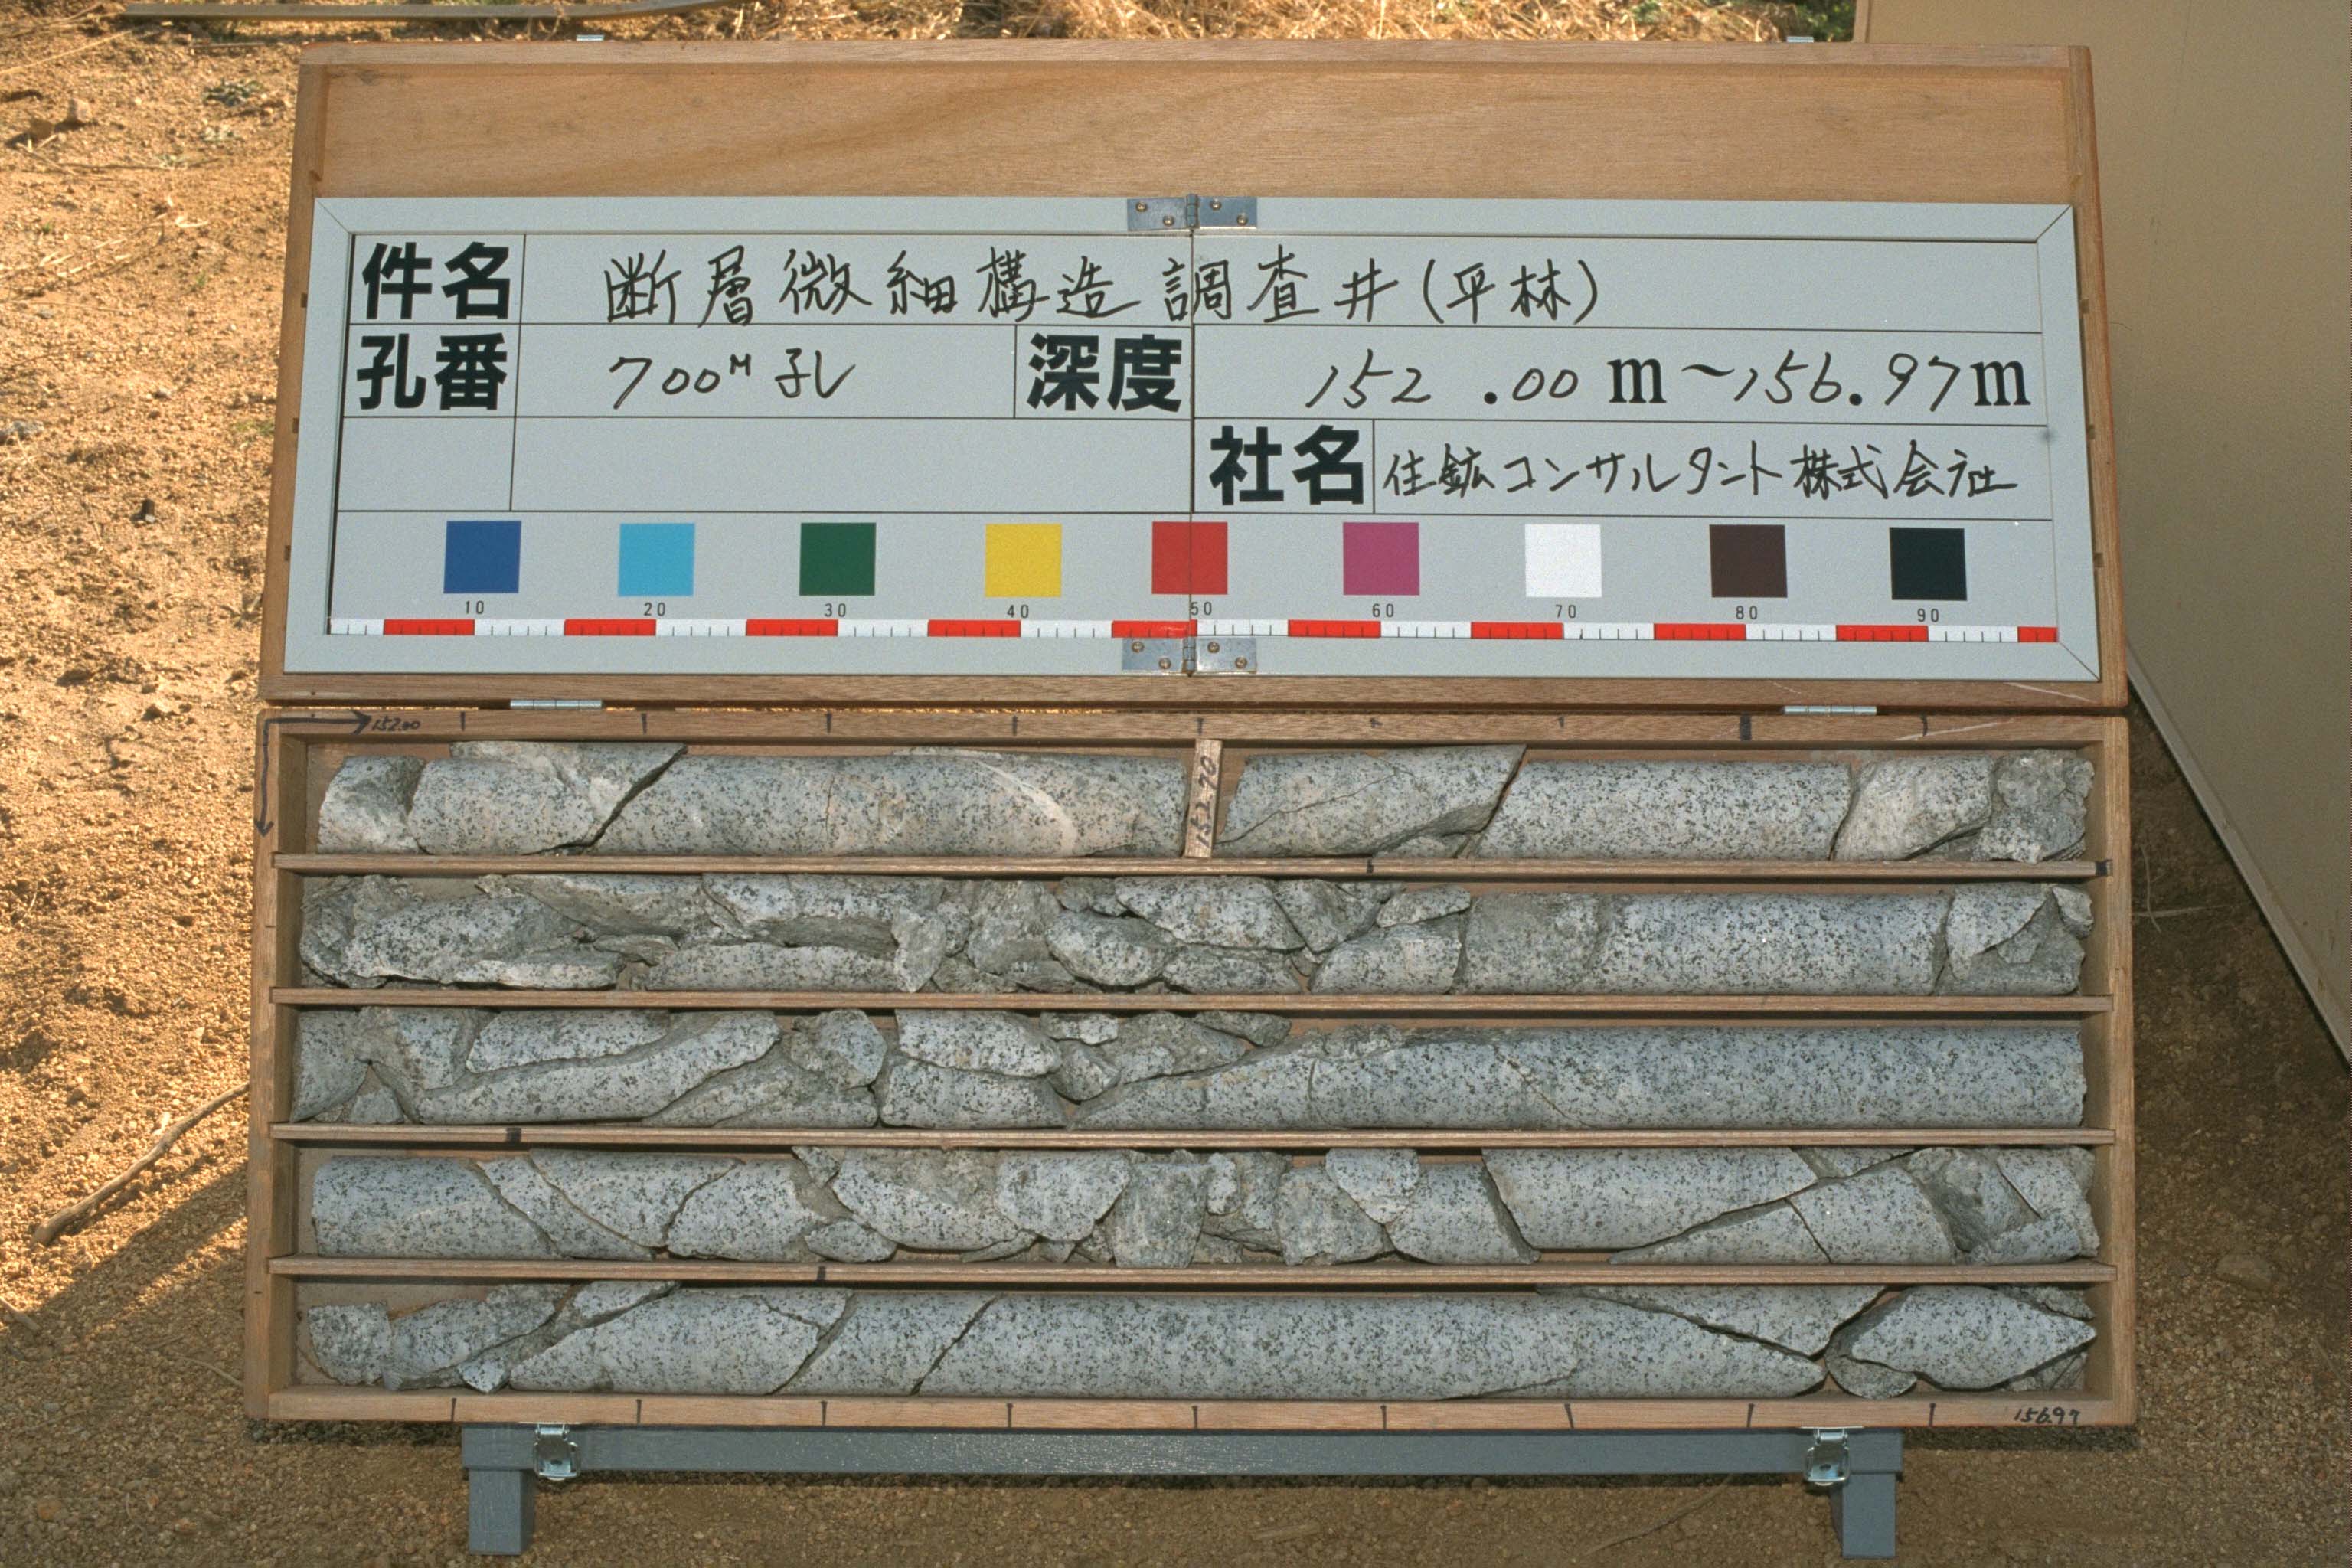 件名 断層微細構造調査井(平林)
孔番 700M孔 深度 152.00m~156.97m
社名 住鉱コンサルタント株式会社
10 20 30 40 50 60 70 80 90
152.00
152.70
156.97